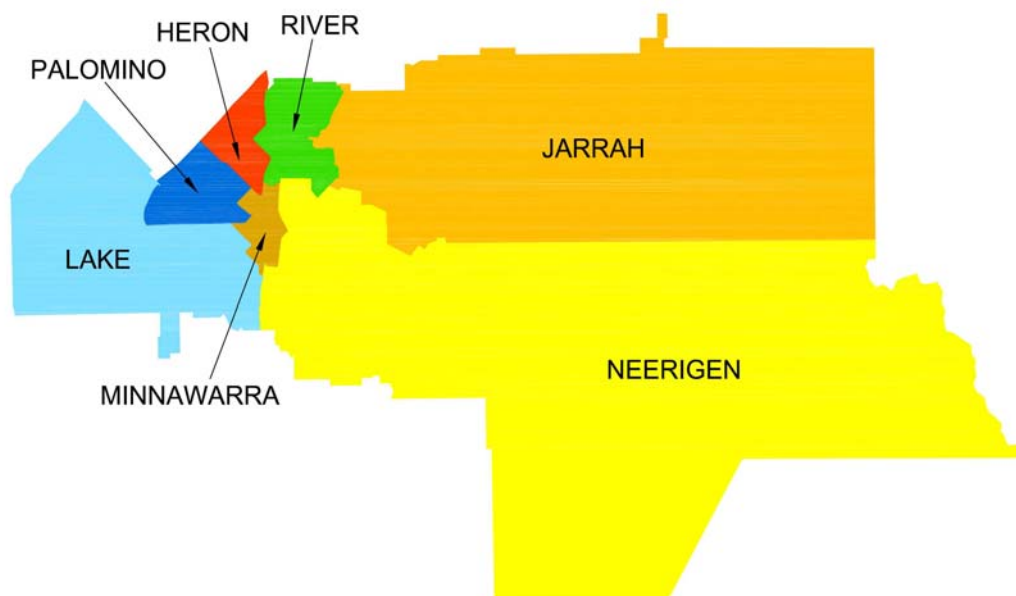 RIVER
HERON
PALOMINO
JARRAH
LAKE
NEERIGEN
MINNAWARRA